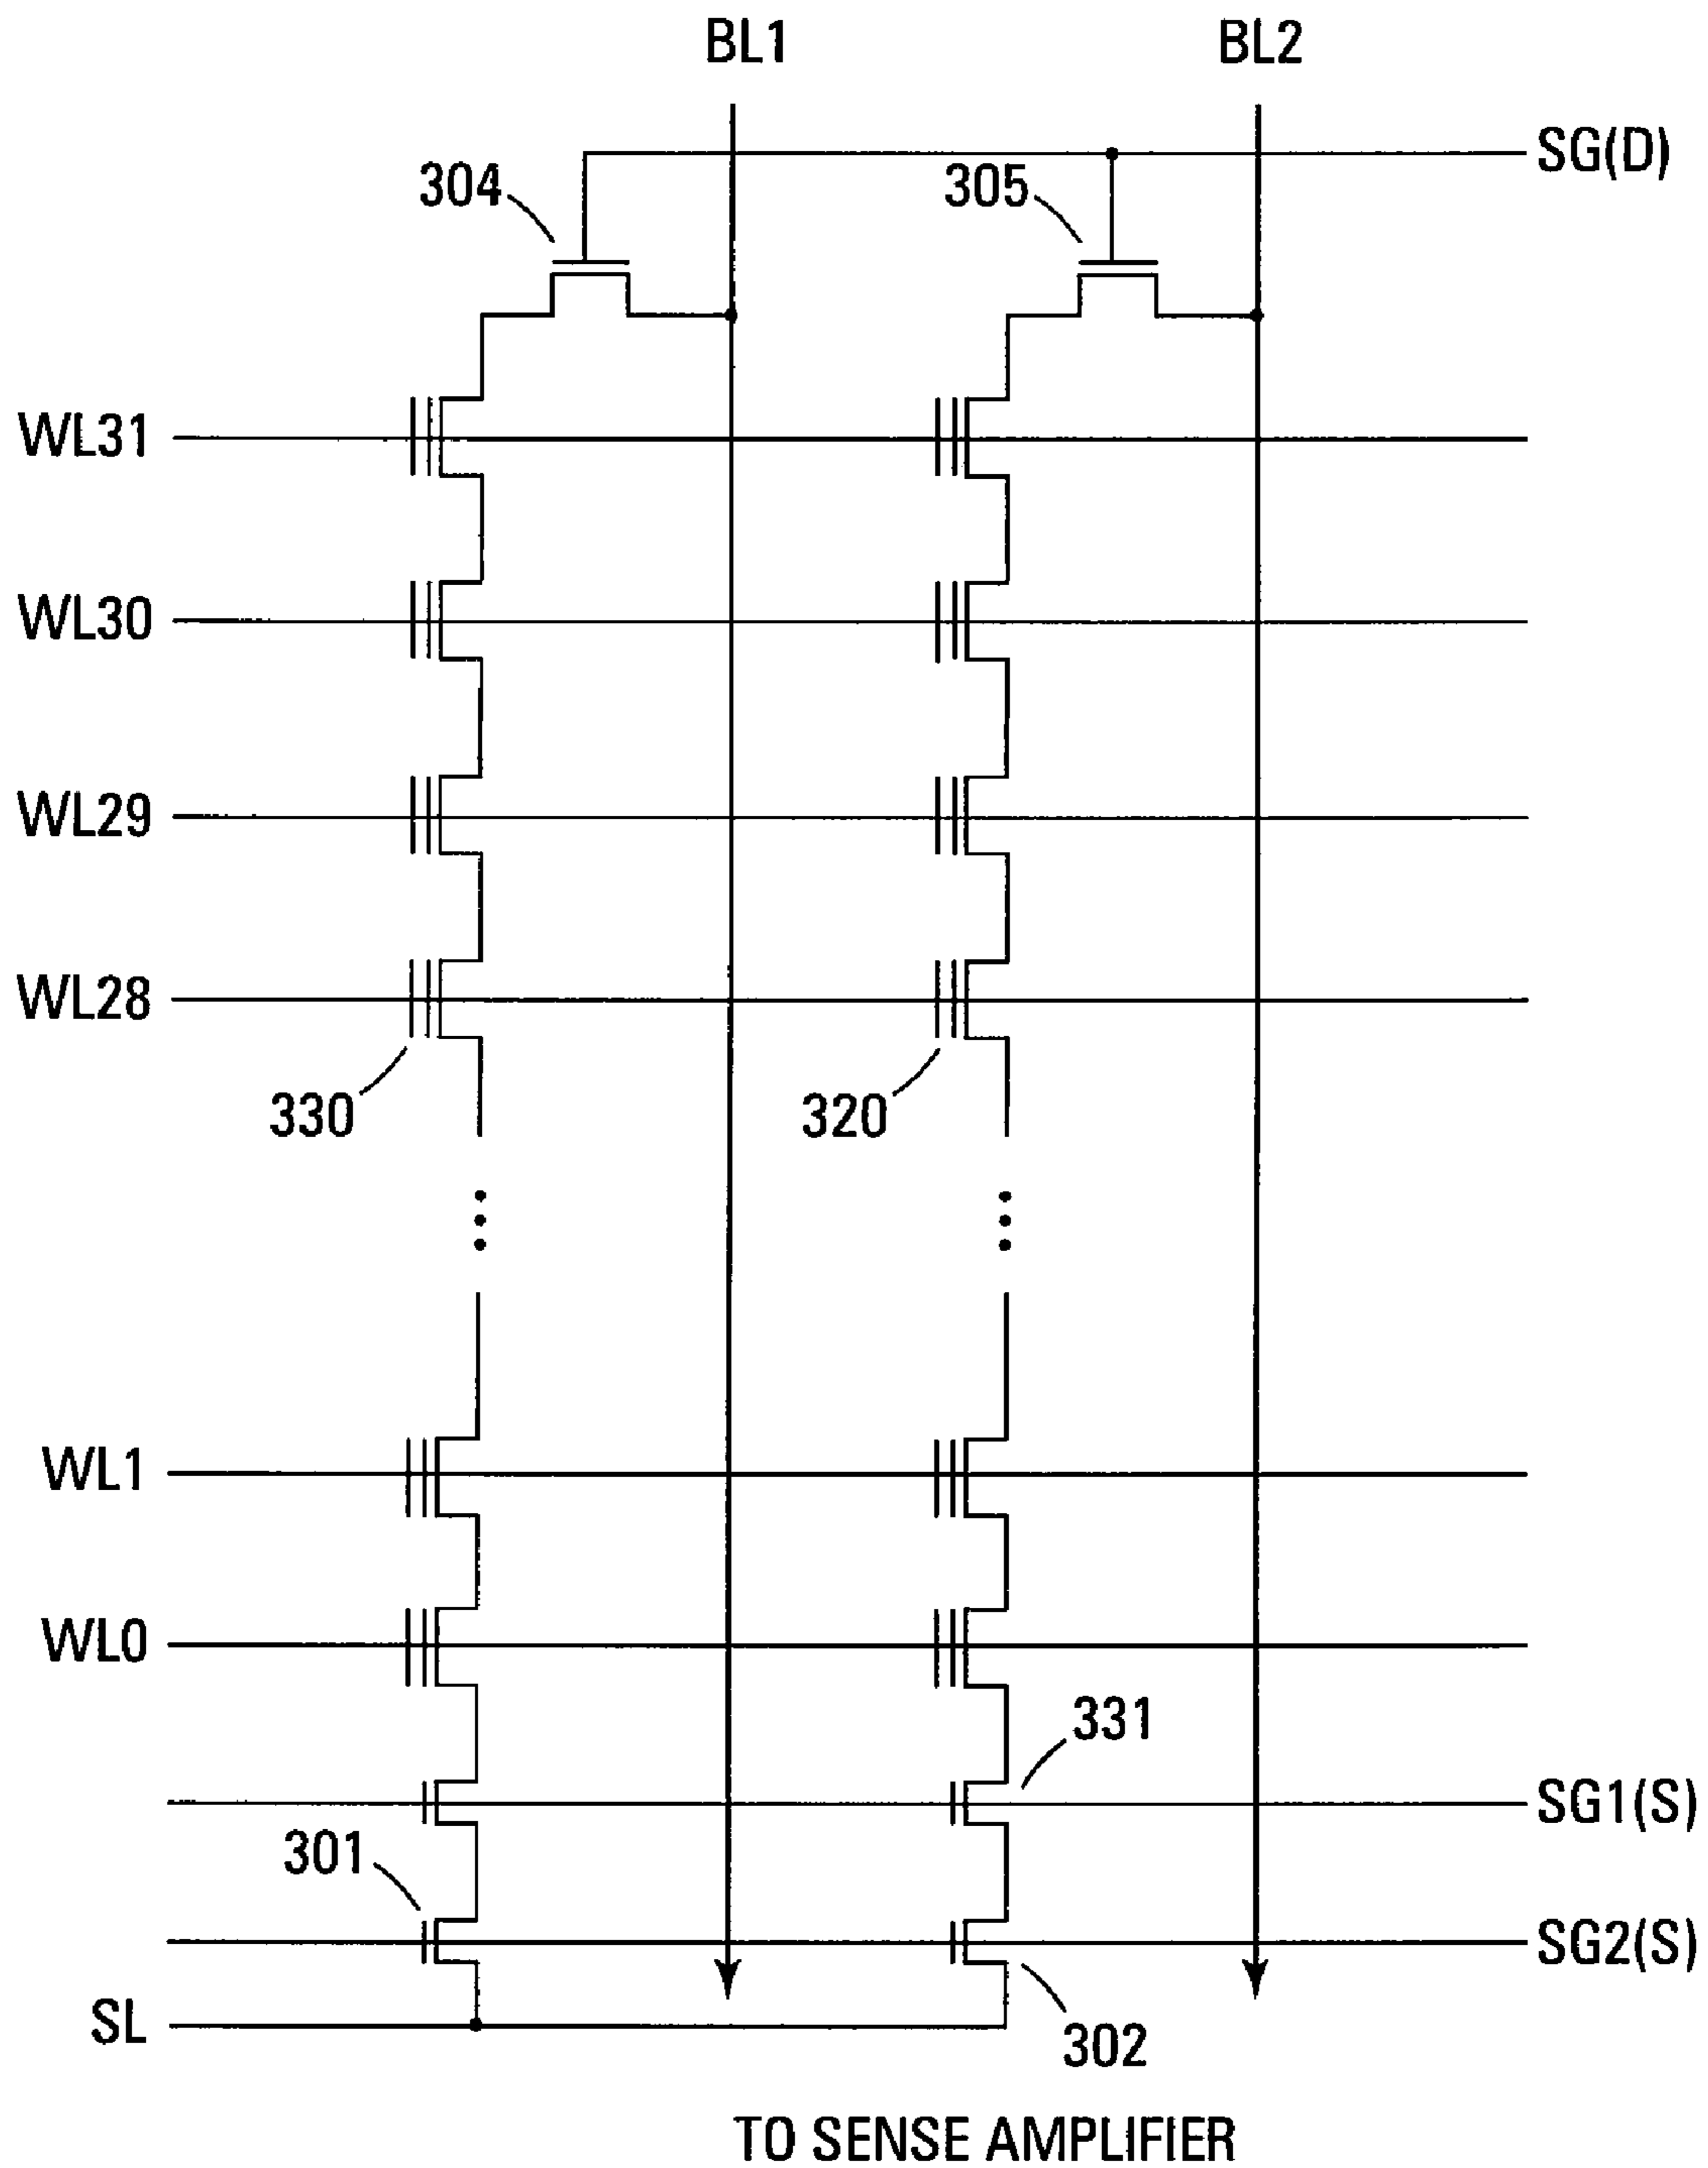 BL1 BL2
SG(D)
304 305
WL31
WL30
WL29
WL28
330 320
WL1
WL0
331
SG1(S)
301
SG2(S)
SL
302
TO SENSE AMPLIFIER